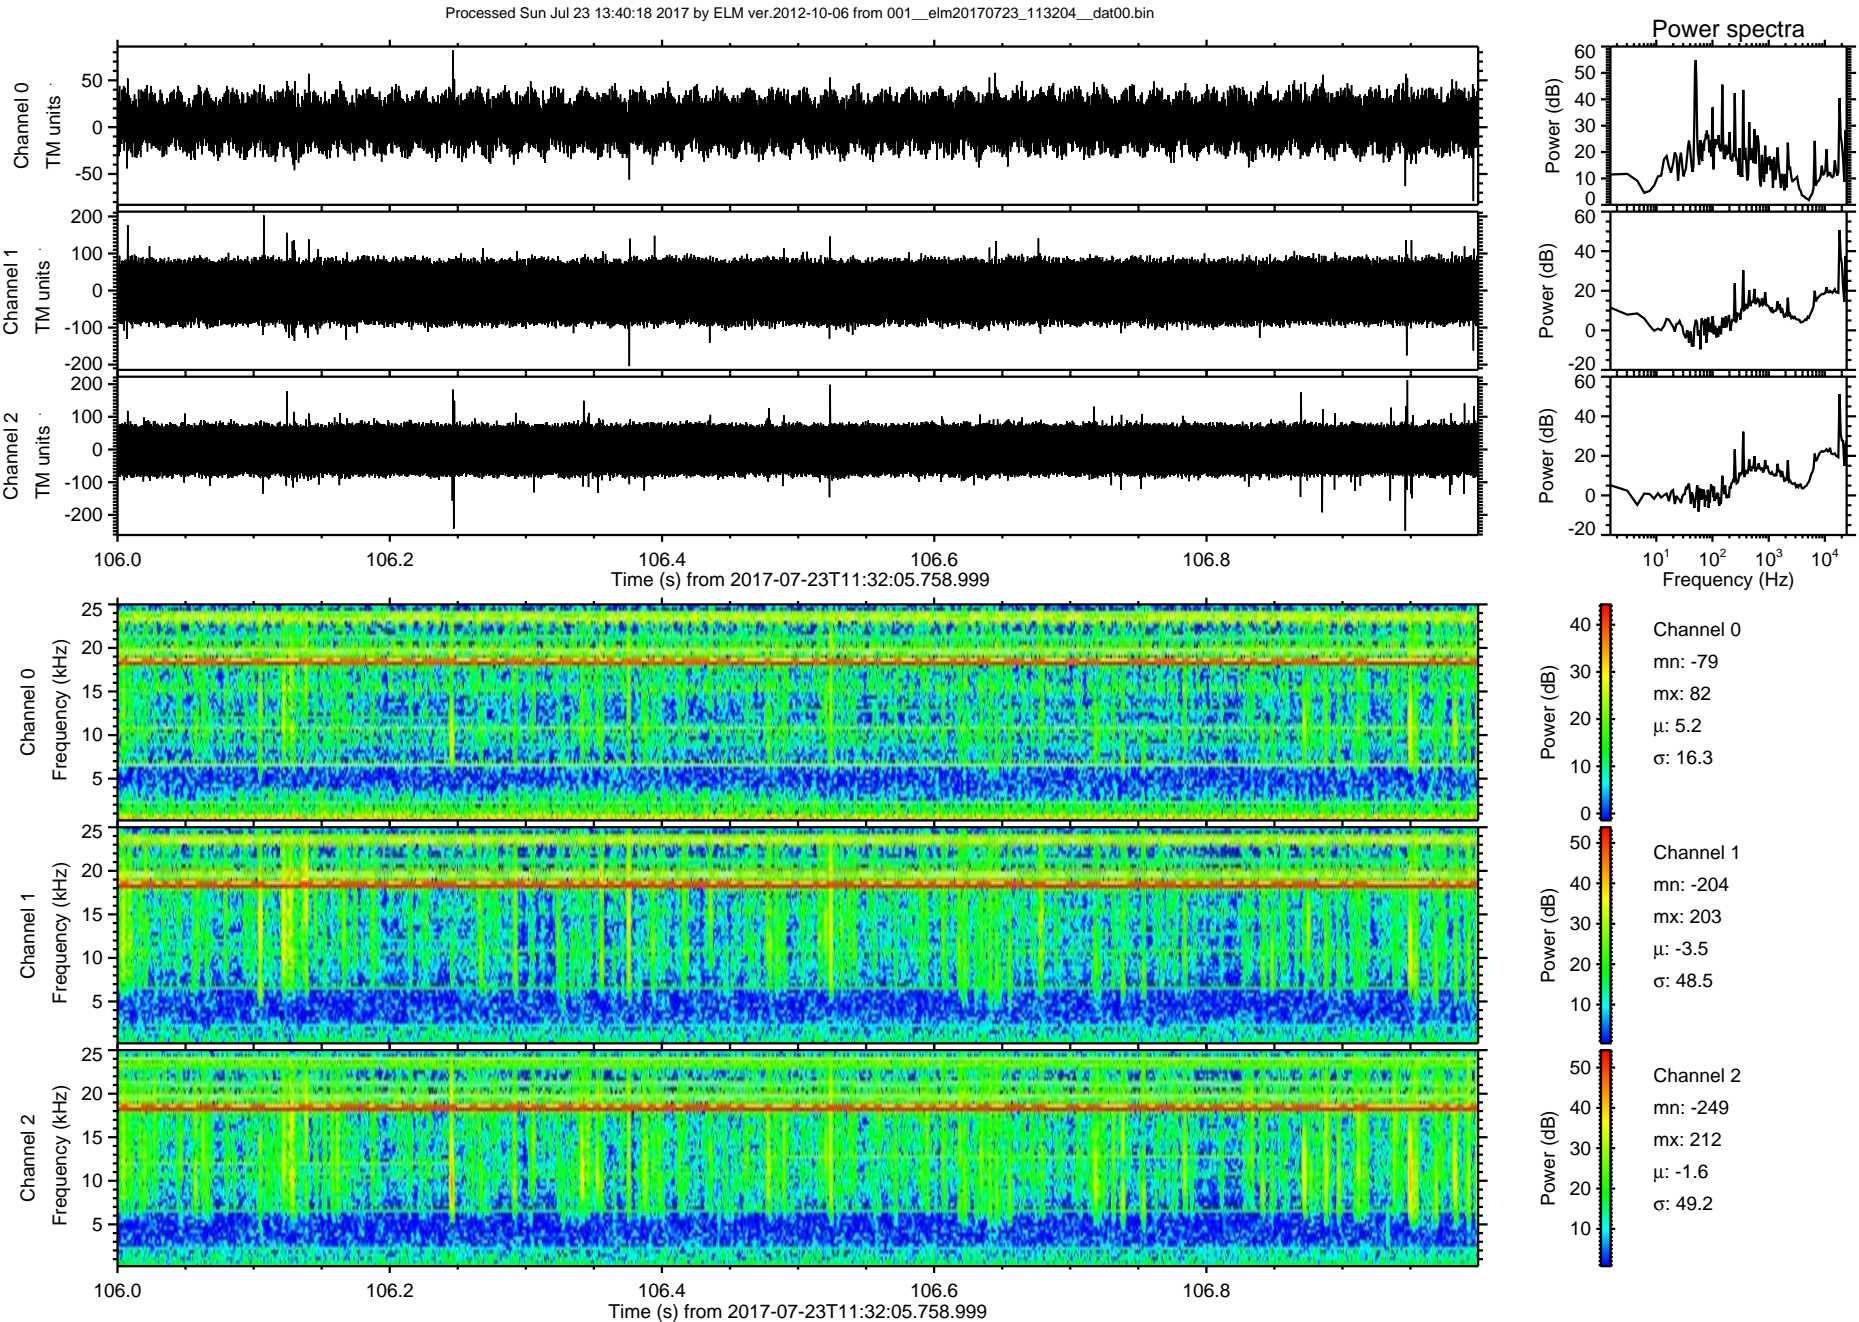 Processed Sun Jul 23 13:40:18 2017 by ELM ver.2012-10-06 from 001__elm20170723_113204__dat00.bin
Power spectra
Channel 0
TM units
50
0
-50
Power (dB)
60
50
40
30
20
10
0
Channel 1
TM units
200
100
0
-100
-200
Power (dB)
60
40
20
0
-20
Channel 2
TM units
200
100
0
-100
-200
Power (dB)
60
40
20
0
-20
106.0 106.2 106.4 106.6 106.8
Time (s) from 2017-07-23T11:32:05.758.999
10¹ 10² 10³ 10⁴
Frequency (Hz)
Channel 0
Frequency (kHz)
25
20
15
10
5
Power (dB)
40
30
20
10
0
Channel 0
mn: -79
mx: 82
µ: 5.2
σ: 16.3
Channel 1
Frequency (kHz)
25
20
15
10
5
Power (dB)
50
40
30
20
10
Channel 1
mn: -204
mx: 203
µ: -3.5
σ: 48.5
Channel 2
Frequency (kHz)
25
20
15
10
5
Power (dB)
50
40
30
20
10
Channel 2
mn: -249
mx: 212
µ: -1.6
σ: 49.2
106.0 106.2 106.4 106.6 106.8
Time (s) from 2017-07-23T11:32:05.758.999